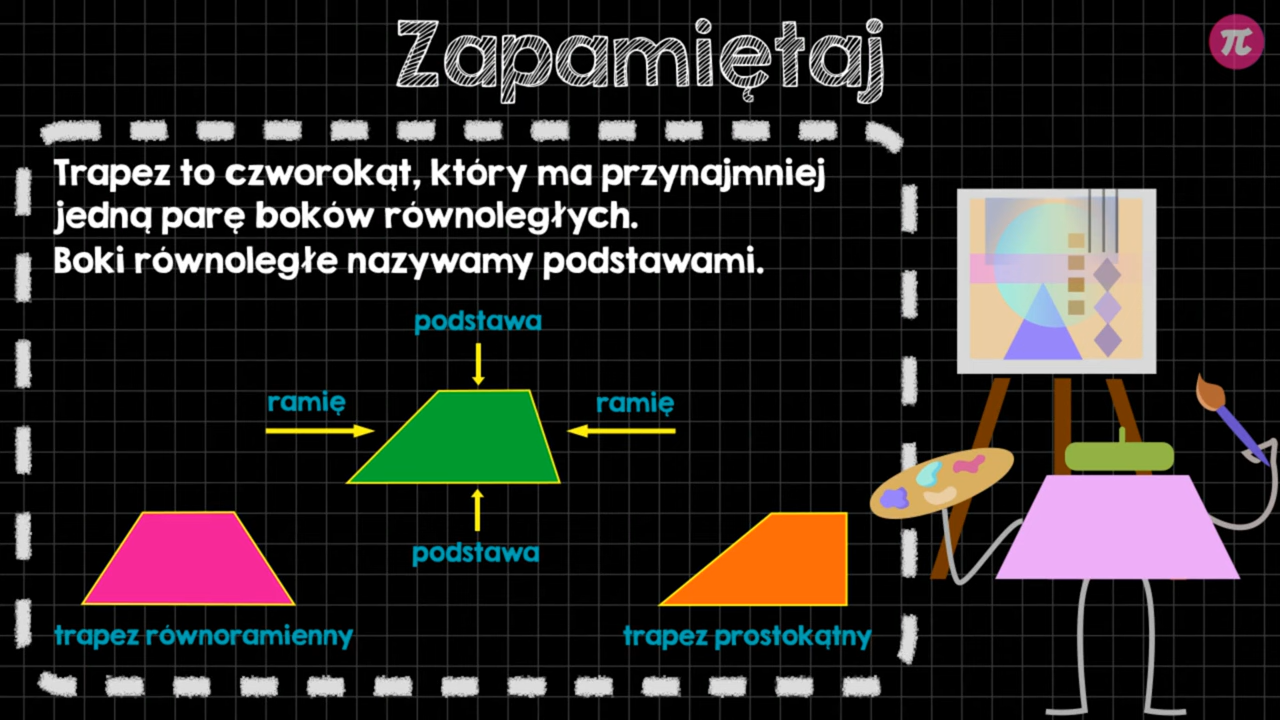 Zapamiętaj
π
Trapez to czworokąt, który ma przynajmniej
jedną parę boków równoległych.
Boki równoległe nazywamy podstawami.
podstawa
ramię
ramię
podstawa
trapez równoramienny
trapez prostokątny